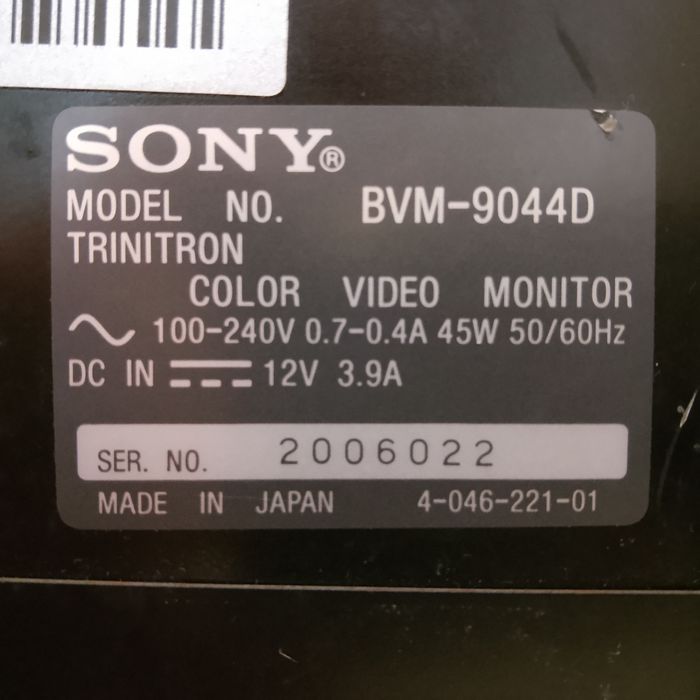 SONY®
MODEL NO. BVM-9044D
TRINITRON
COLOR VIDEO MONITOR
100-240V 0.7-0.4A 45W 50/60Hz
DC IN 12V 3.9A
SER. NO. 2006022
MADE IN JAPAN 4-046-221-01